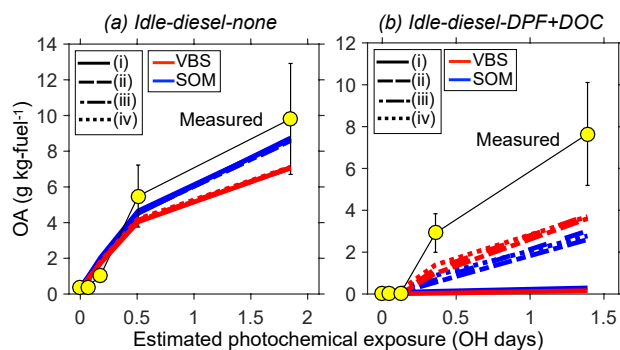 (a) Idle-diesel-none
(b) Idle-diesel-DPF+DOC
OA (g kg-fuel⁻¹)
14
12
10
8
6
4
2
0
(i)
(ii)
(iii)
(iv)
VBS
SOM
Measured
0
0.5
1
1.5
2
12
10
8
6
4
2
0
(i)
(ii)
(iii)
(iv)
VBS
SOM
Measured
0
0.5
1
1.5
Estimated photochemical exposure (OH days)